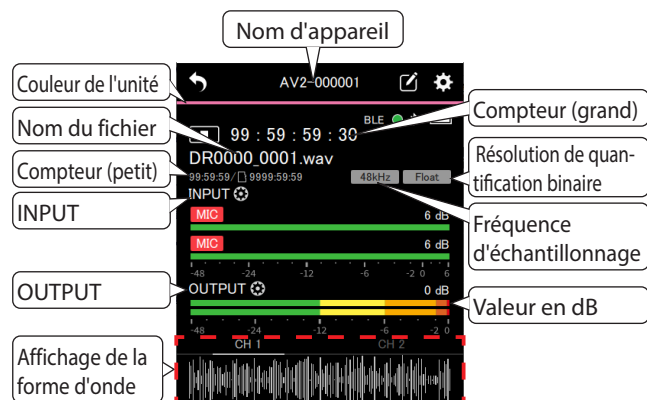 Nom d'appareil
Couleur de l'unité
AV2-000001
BLE
Compteur (grand)
Nom du fichier
99 : 59 : 59 : 30
DR0000_0001.wav
Compteur (petit)
99:59:59/ 9999:59:59
48kHz
Float
Résolution de quan-
tification binaire
INPUT
INPUT
MIC
6 dB
Fréquence
d'échantillonnage
MIC
6 dB
-48 -24 -12 -6 -2 0 6
OUTPUT
OUTPUT
0 dB
Valeur en dB
-48 -24 -12 -6 -2 0
CH 1
CH 2
Affichage de la
forme d'onde